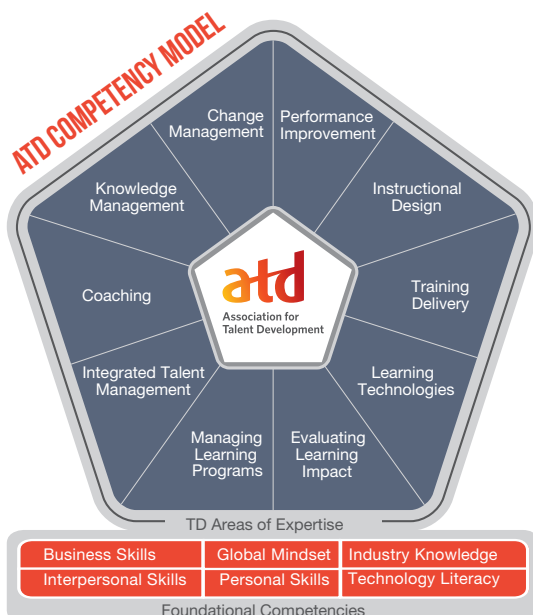 ATD COMPETENCY MODEL
Change
Management
Performance
Improvement
Knowledge
Management
Instructional
Design
Coaching
atd
Association for
Talent Development
Training
Delivery
Integrated Talent
Management
Learning
Technologies
Managing
Learning
Programs
Evaluating
Learning
Impact
TD Areas of Expertise
Business Skills
Global Mindset
Industry Knowledge
Interpersonal Skills
Personal Skills
Technology Literacy
Foundational Competencies